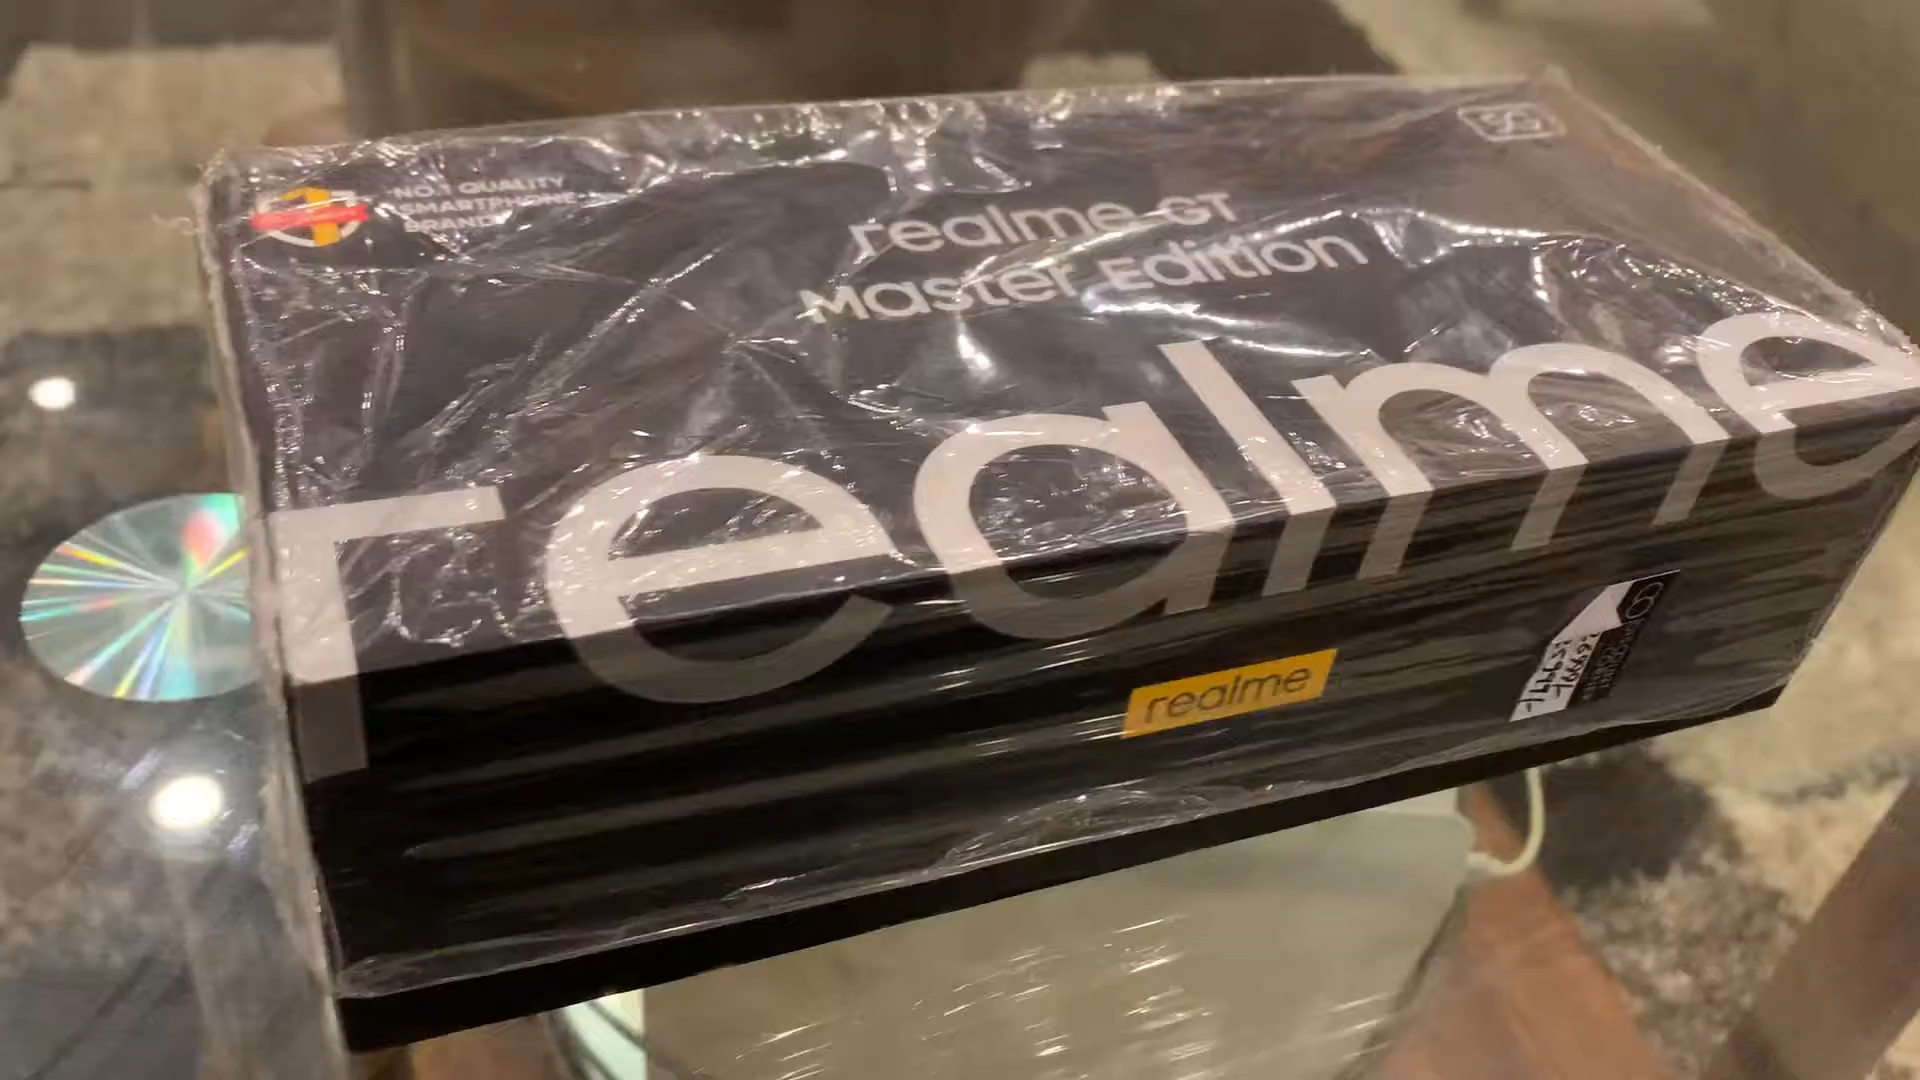 NO.1 QUALITY
SMARTPHONE
BRAND
5G
realme GT
Master Edition
realme
realme